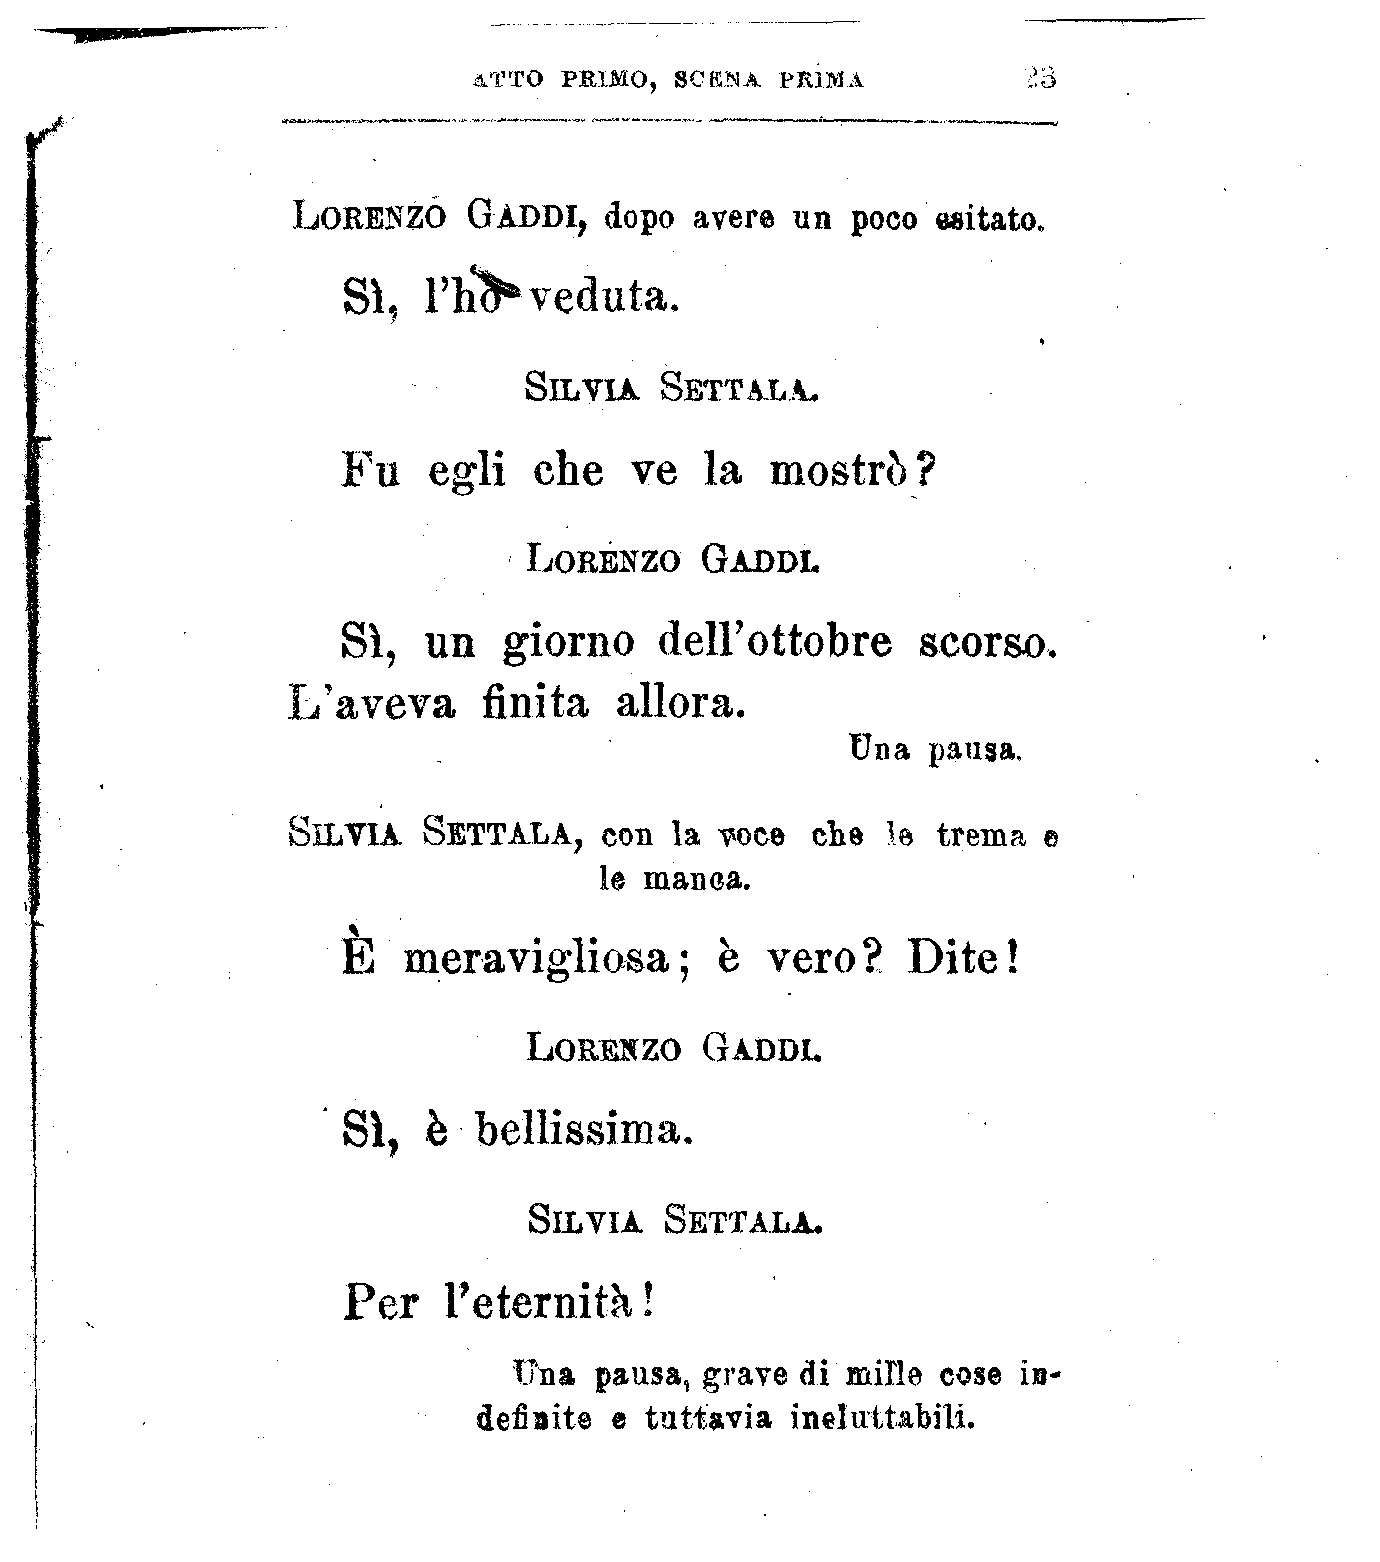 ATTO PRIMO, SCENA PRIMA 23
LORENZO GADDI, dopo avere un poco esitato.
Sì, l'ho veduta.
SILVIA SETTALA.
Fu egli che ve la mostrò?
LORENZO GADDI.
Sì, un giorno dell'ottobre scorso.
L'aveva finita allora.
Una pausa.
SILVIA SETTALA, con la voce che le trema e
le manca.
È meravigliosa; è vero? Dite!
LORENZO GADDI.
Sì, è bellissima.
SILVIA SETTALA.
Per l'eternità!
Una pausa, grave di mille cose in-
definite e tuttavia ineluttabili.